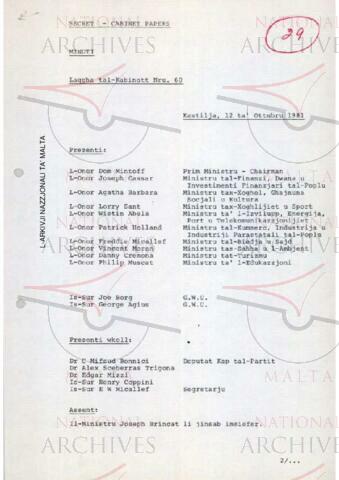 SECRET - CABINET PAPERS
29
MINUTI
Laqgha tal-Kabinett Nru. 60
Kastilja, 12 ta' Ottubru 1981
L-ARKIVJI NAZZJONALI TA' MALTA
Prezenti:
L-Onor Dom Mintoff Prim Ministru - Chairman
L-Onor Joseph Cassar Ministru tal-Finanzi, Dwana u
Investimenti Finanzjari tal-Poplu
L-Onor Agatha Barbara Ministru tax-Xoghol, Ghajnuna
Socjali u Kultura
L-Onor Lorry Sant Ministru tax-Xoghlijiet u Sport
L-Onor Wistin Abela Ministru ta' l-Izvilupp, Energija,
Port u Telekomunikazzjonijiet
L-Onor Patrick Holland Ministru tal-Kummerc, Industrija u
Industriji Parastatali tal-Poplu
L-Onor Freddie Micallef Ministru tal-Biedja u Sajd
L-Onor Vincent Moran Ministru tas-Sahha u l-Ambjent
L-Onor Danny Cremona Ministru tat-Turismu
L-Onor Philip Muscat Ministru ta' l-Edukazzjoni
Is-Sur Joe Borg G.W.U.
Is-Sur George Agius G.W.U.
Prezenti wkoll:
Dr C Mifsud Bonnici Deputat Kap tal-Partit
Dr Alex Sceberras Trigona
Dr Edgar Mizzi
Is-Sur Henry Coppini
Is-Sur E W Micallef Segretarju
Assent:
Il-Ministru Joseph Brincat li jinsab imsiefer.
2/...
NATIONAL
ARCHIVES
MALTA